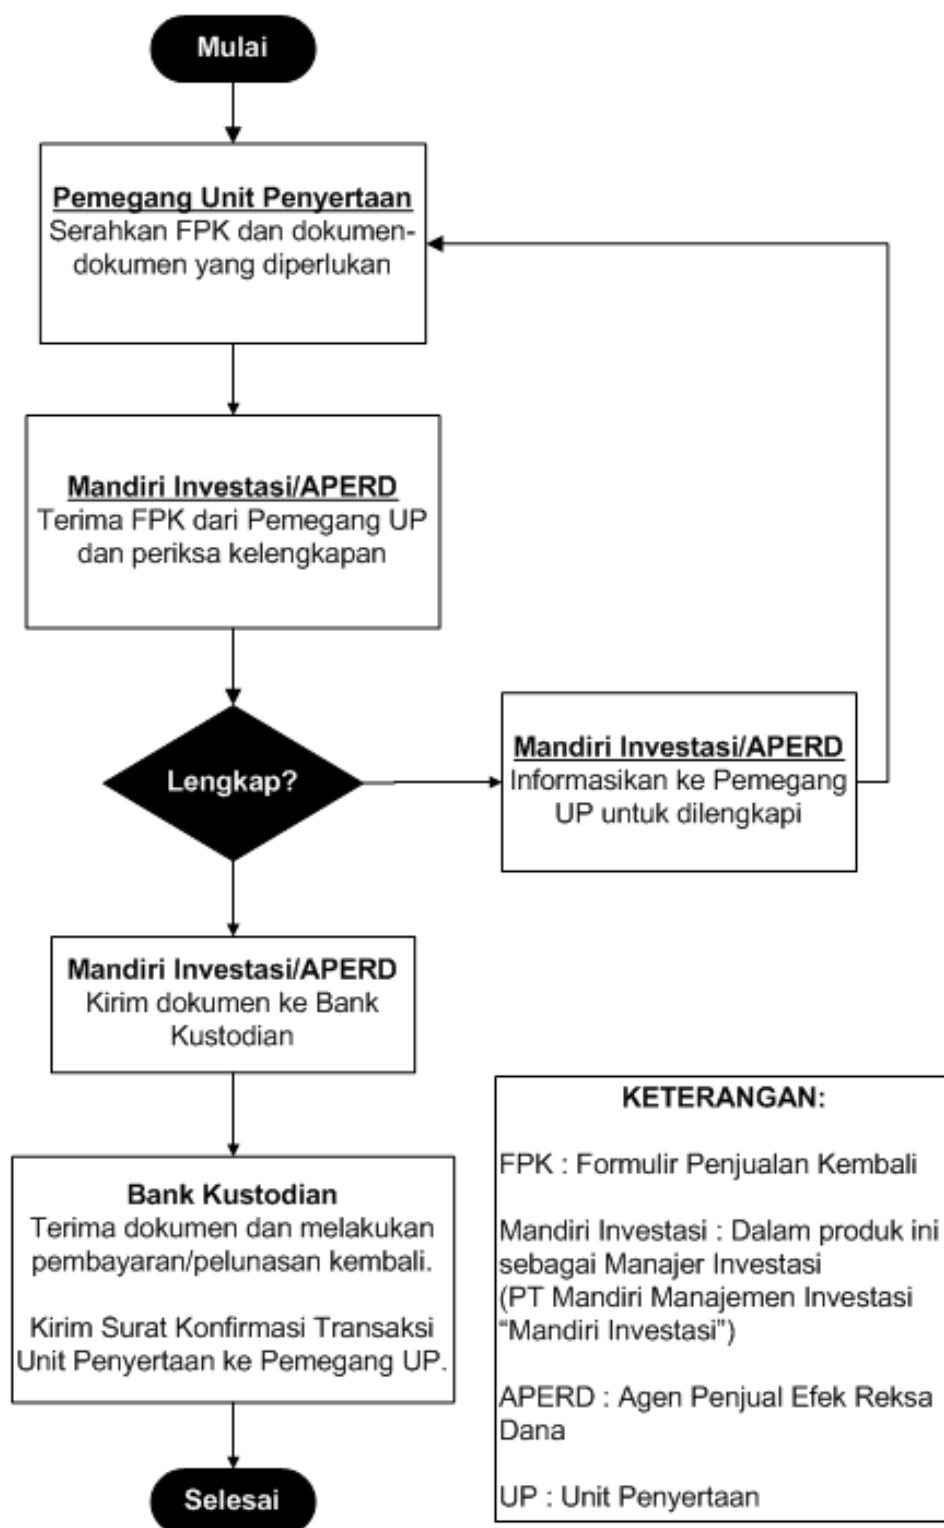 Mulai
Pemegang Unit Penyertaan
Serahkan FPK dan dokumen-
dokumen yang diperlukan
Mandiri Investasi/APERD
Terima FPK dari Pemegang UP
dan periksa kelengkapan
Lengkap?
Mandiri Investasi/APERD
Informasikan ke Pemegang
UP untuk dilengkapi
Mandiri Investasi/APERD
Kirim dokumen ke Bank
Kustodian
Bank Kustodian
Terima dokumen dan melakukan
pembayaran/pelunasan kembali.
Kirim Surat Konfirmasi Transaksi
Unit Penyertaan ke Pemegang UP.
Selesai
KETERANGAN:
FPK : Formulir Penjualan Kembali
Mandiri Investasi : Dalam produk ini
sebagai Manajer Investasi
(PT Mandiri Manajemen Investasi
“Mandiri Investasi”)
APERD : Agen Penjual Efek Reksa
Dana
UP : Unit Penyertaan